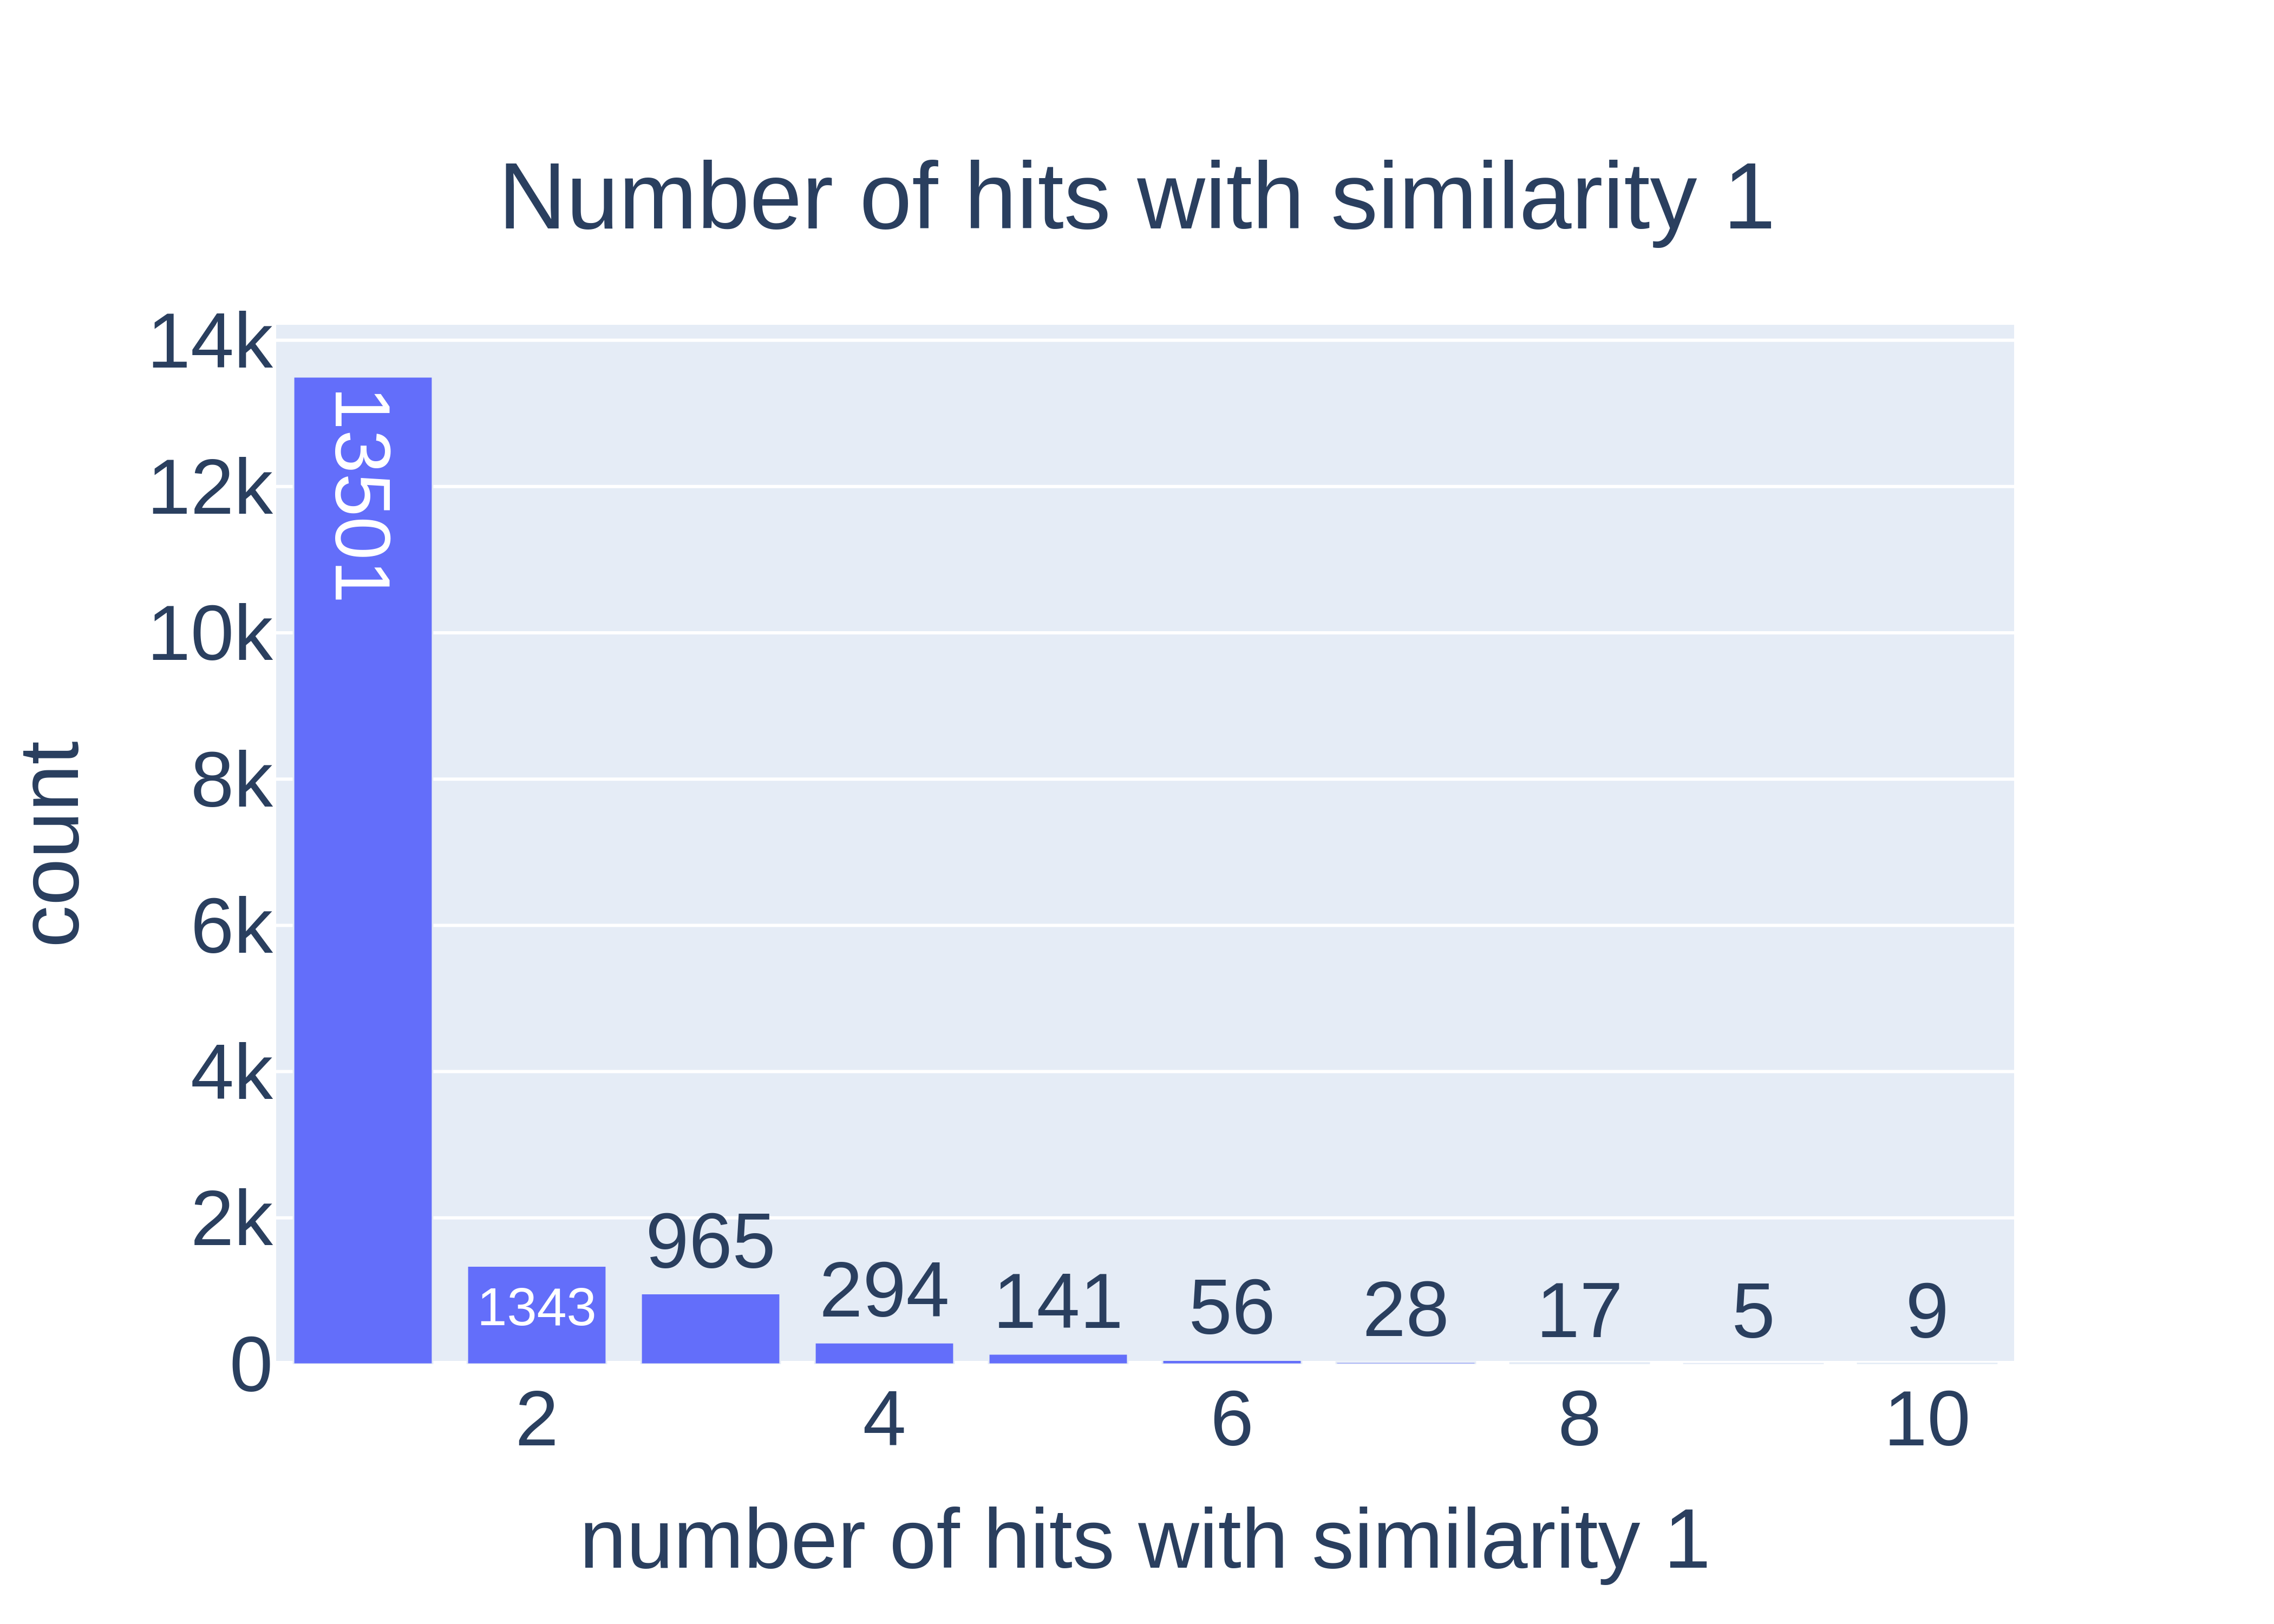 Number of hits with similarity 1
14k
12k
10k
8k
6k
4k
2k
0
count
13501
1343
965
294
141
56
28
17
5
9
2
4
6
8
10
number of hits with similarity 1